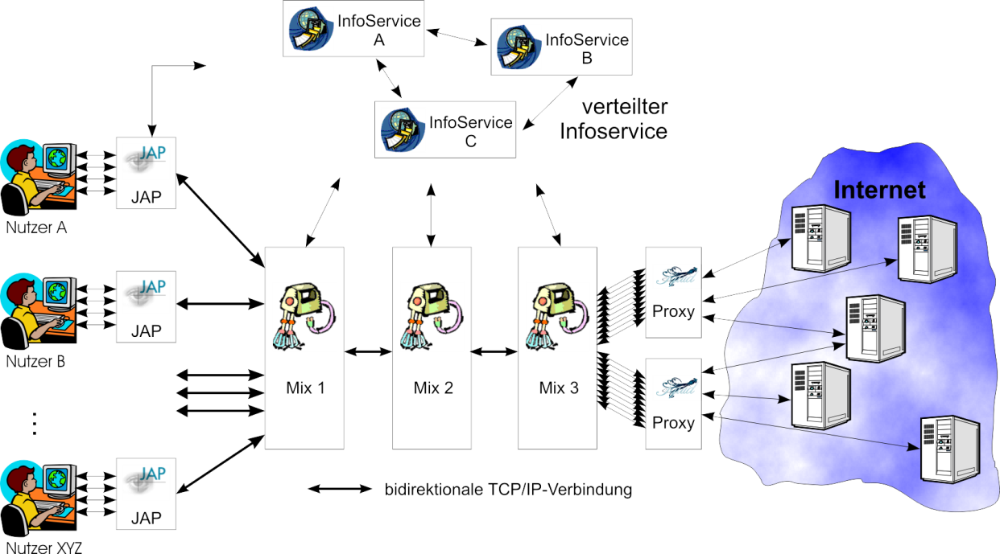 InfoService
A
InfoService
B
InfoService
C
verteilter
Infoservice
JAP
JAP
Nutzer A
JAP
JAP
Nutzer B
JAP
JAP
Nutzer XYZ
Mix 1
Mix 2
Mix 3
Proxy
Proxy
Internet
bidirektionale TCP/IP-Verbindung